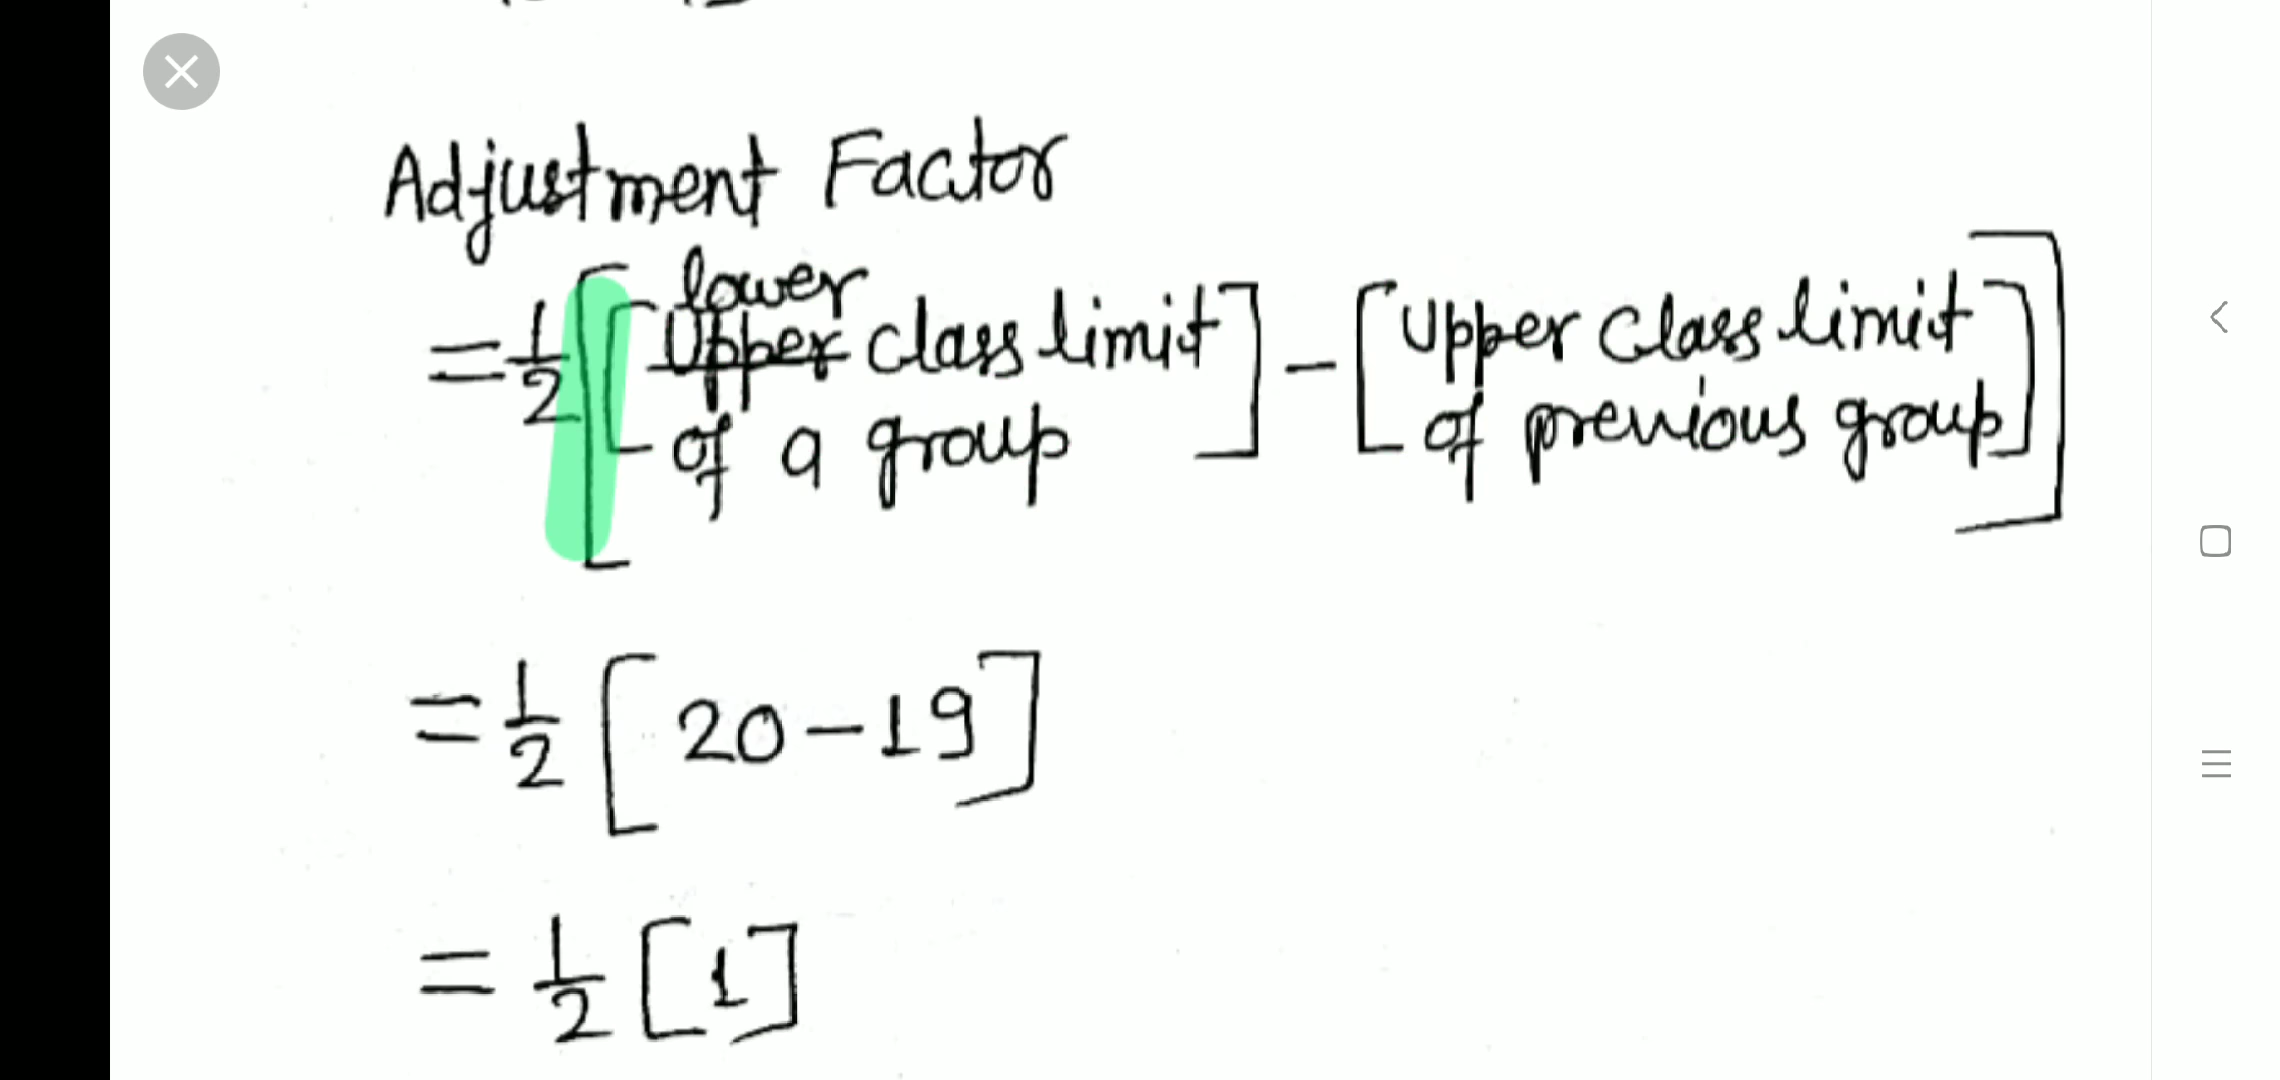 Adjustment Factor
= 1/2 [[lower ~~Upper~~ class limit of a group] - [Upper class limit of previous group]]
= 1/2 [20 - 19]
= 1/2 [1]